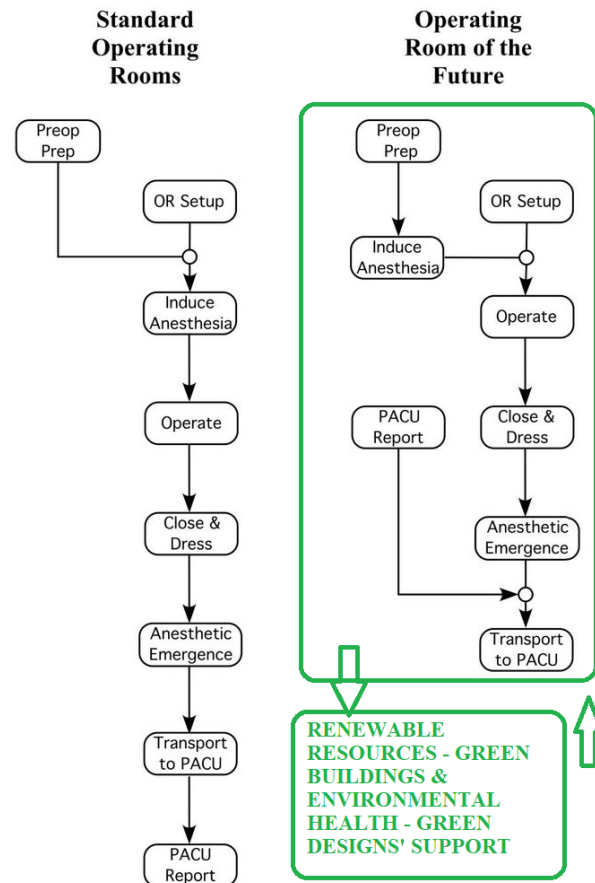 Standard
Operating
Rooms
Preop
Prep
OR Setup
Induce
Anesthesia
Operate
Close &
Dress
Anesthetic
Emergence
Transport
to PACU
PACU
Report
Operating
Room of the
Future
Preop
Prep
OR Setup
Induce
Anesthesia
Operate
PACU
Report
Close &
Dress
Anesthetic
Emergence
Transport
to PACU
RENEWABLE
RESOURCES - GREEN
BUILDINGS &
ENVIRONMENTAL
HEALTH - GREEN
DESIGNS' SUPPORT